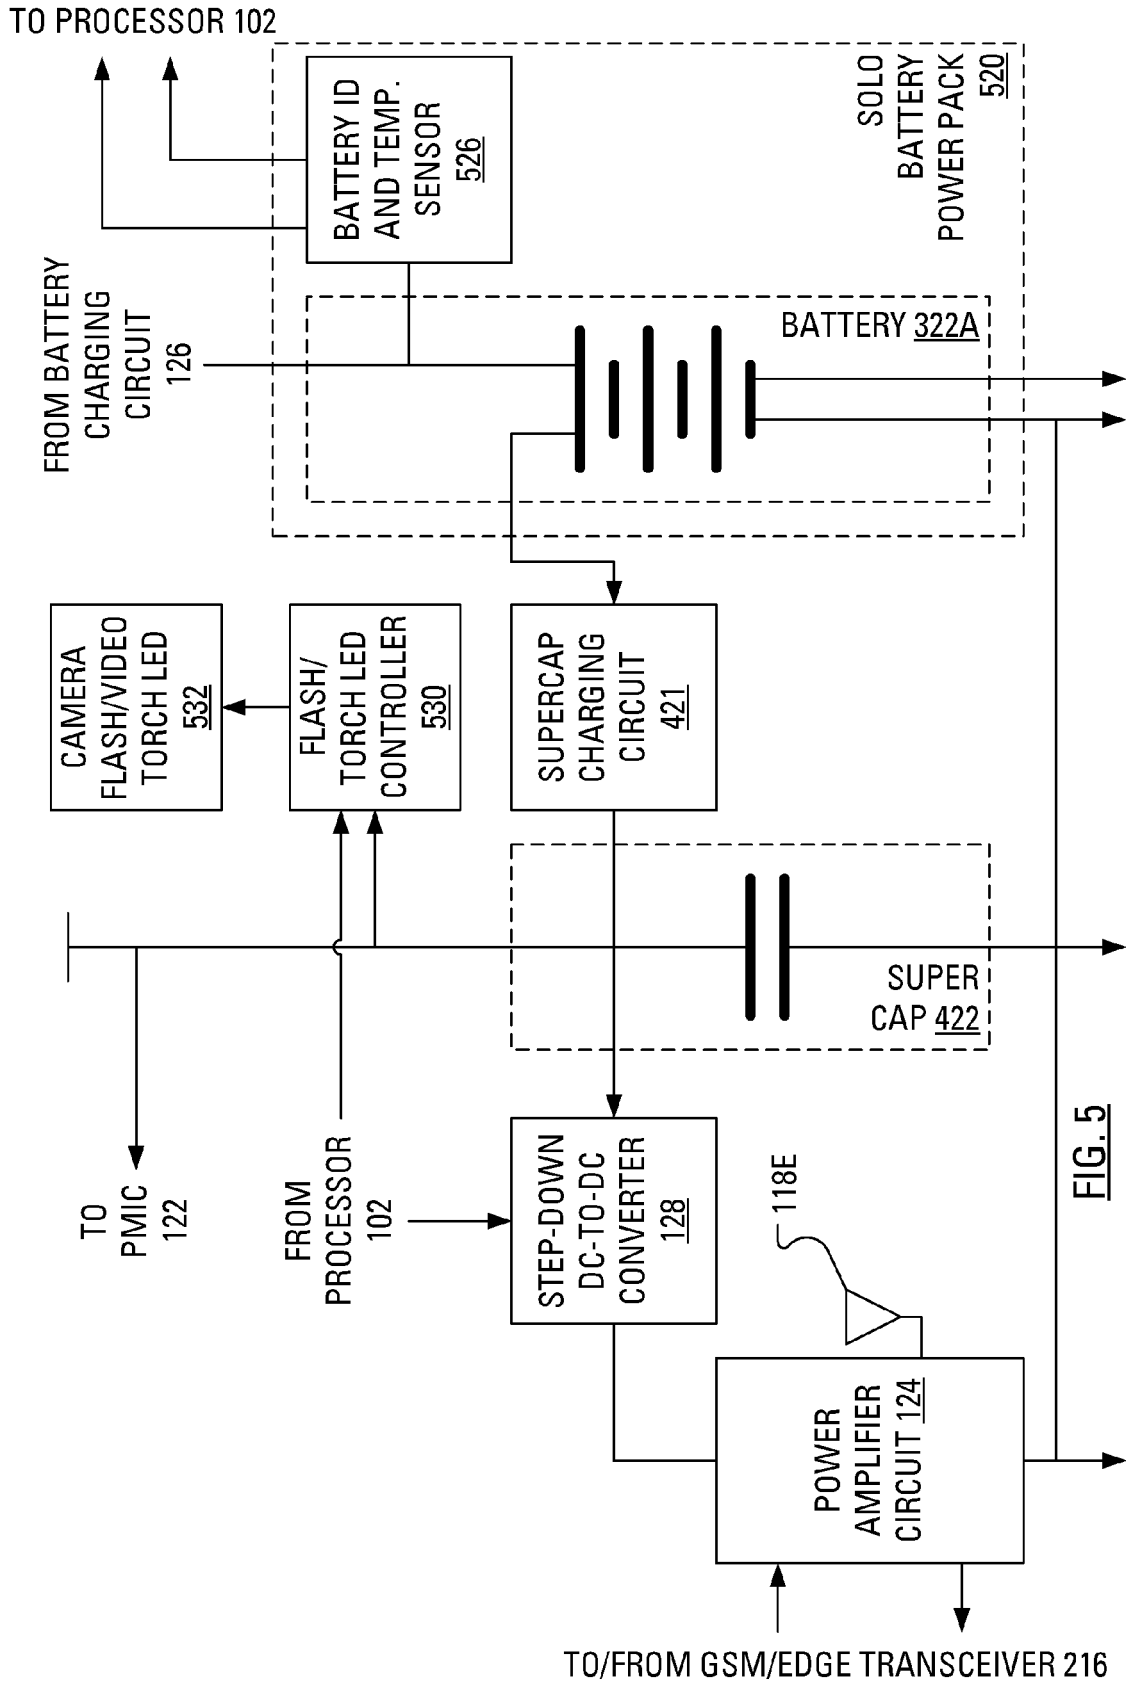 TO PROCESSOR 102
BATTERY ID
AND TEMP.
SENSOR
526
SOLO
BATTERY
POWER PACK
520
FROM BATTERY
CHARGING
CIRCUIT
126
BATTERY 322A
CAMERA
FLASH/VIDEO
TORCH LED
532
FLASH/
TORCH LED
CONTROLLER
530
SUPERCAP
CHARGING
CIRCUIT
421
SUPER
CAP 422
TO
PMIC
122
FROM
PROCESSOR
102
STEP-DOWN
DC-TO-DC
CONVERTER
128
118E
POWER
AMPLIFIER
CIRCUIT 124
TO/FROM GSM/EDGE TRANSCEIVER 216
FIG. 5